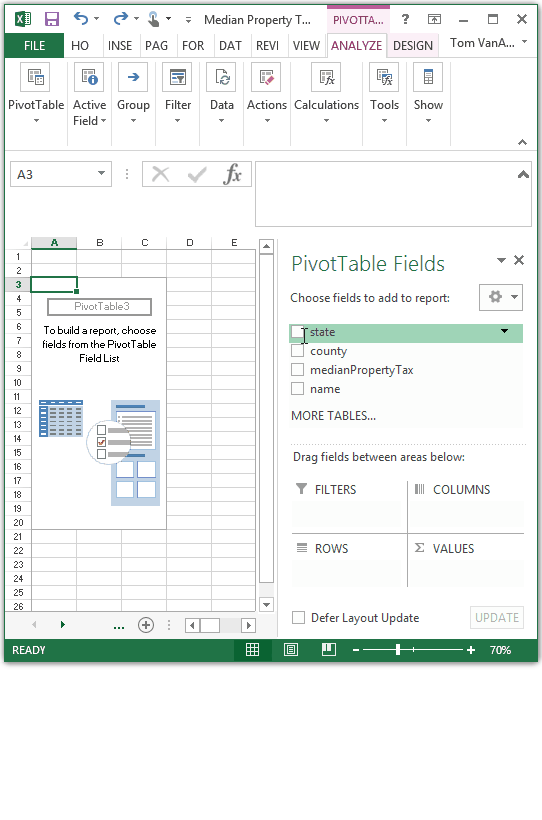 Median Property T... PIVOTTA... ?
FILE HO INSE PAG FOR DAT REVI VIEW ANALYZE DESIGN Tom VanA...
PivotTable Active Field Group Filter Data Actions Calculations Tools Show
A3 fx
A B C D E
1
2
3
4
5
6
7
8
9
10
11
12
13
14
15
16
17
18
19
20
21
22
23
24
25
26
PivotTable3
To build a report, choose
fields from the PivotTable
Field List
PivotTable Fields
Choose fields to add to report:
state
county
medianPropertyTax
name
MORE TABLES...
Drag fields between areas below:
FILTERS COLUMNS
ROWS Σ VALUES
... 
Defer Layout Update UPDATE
READY 70%